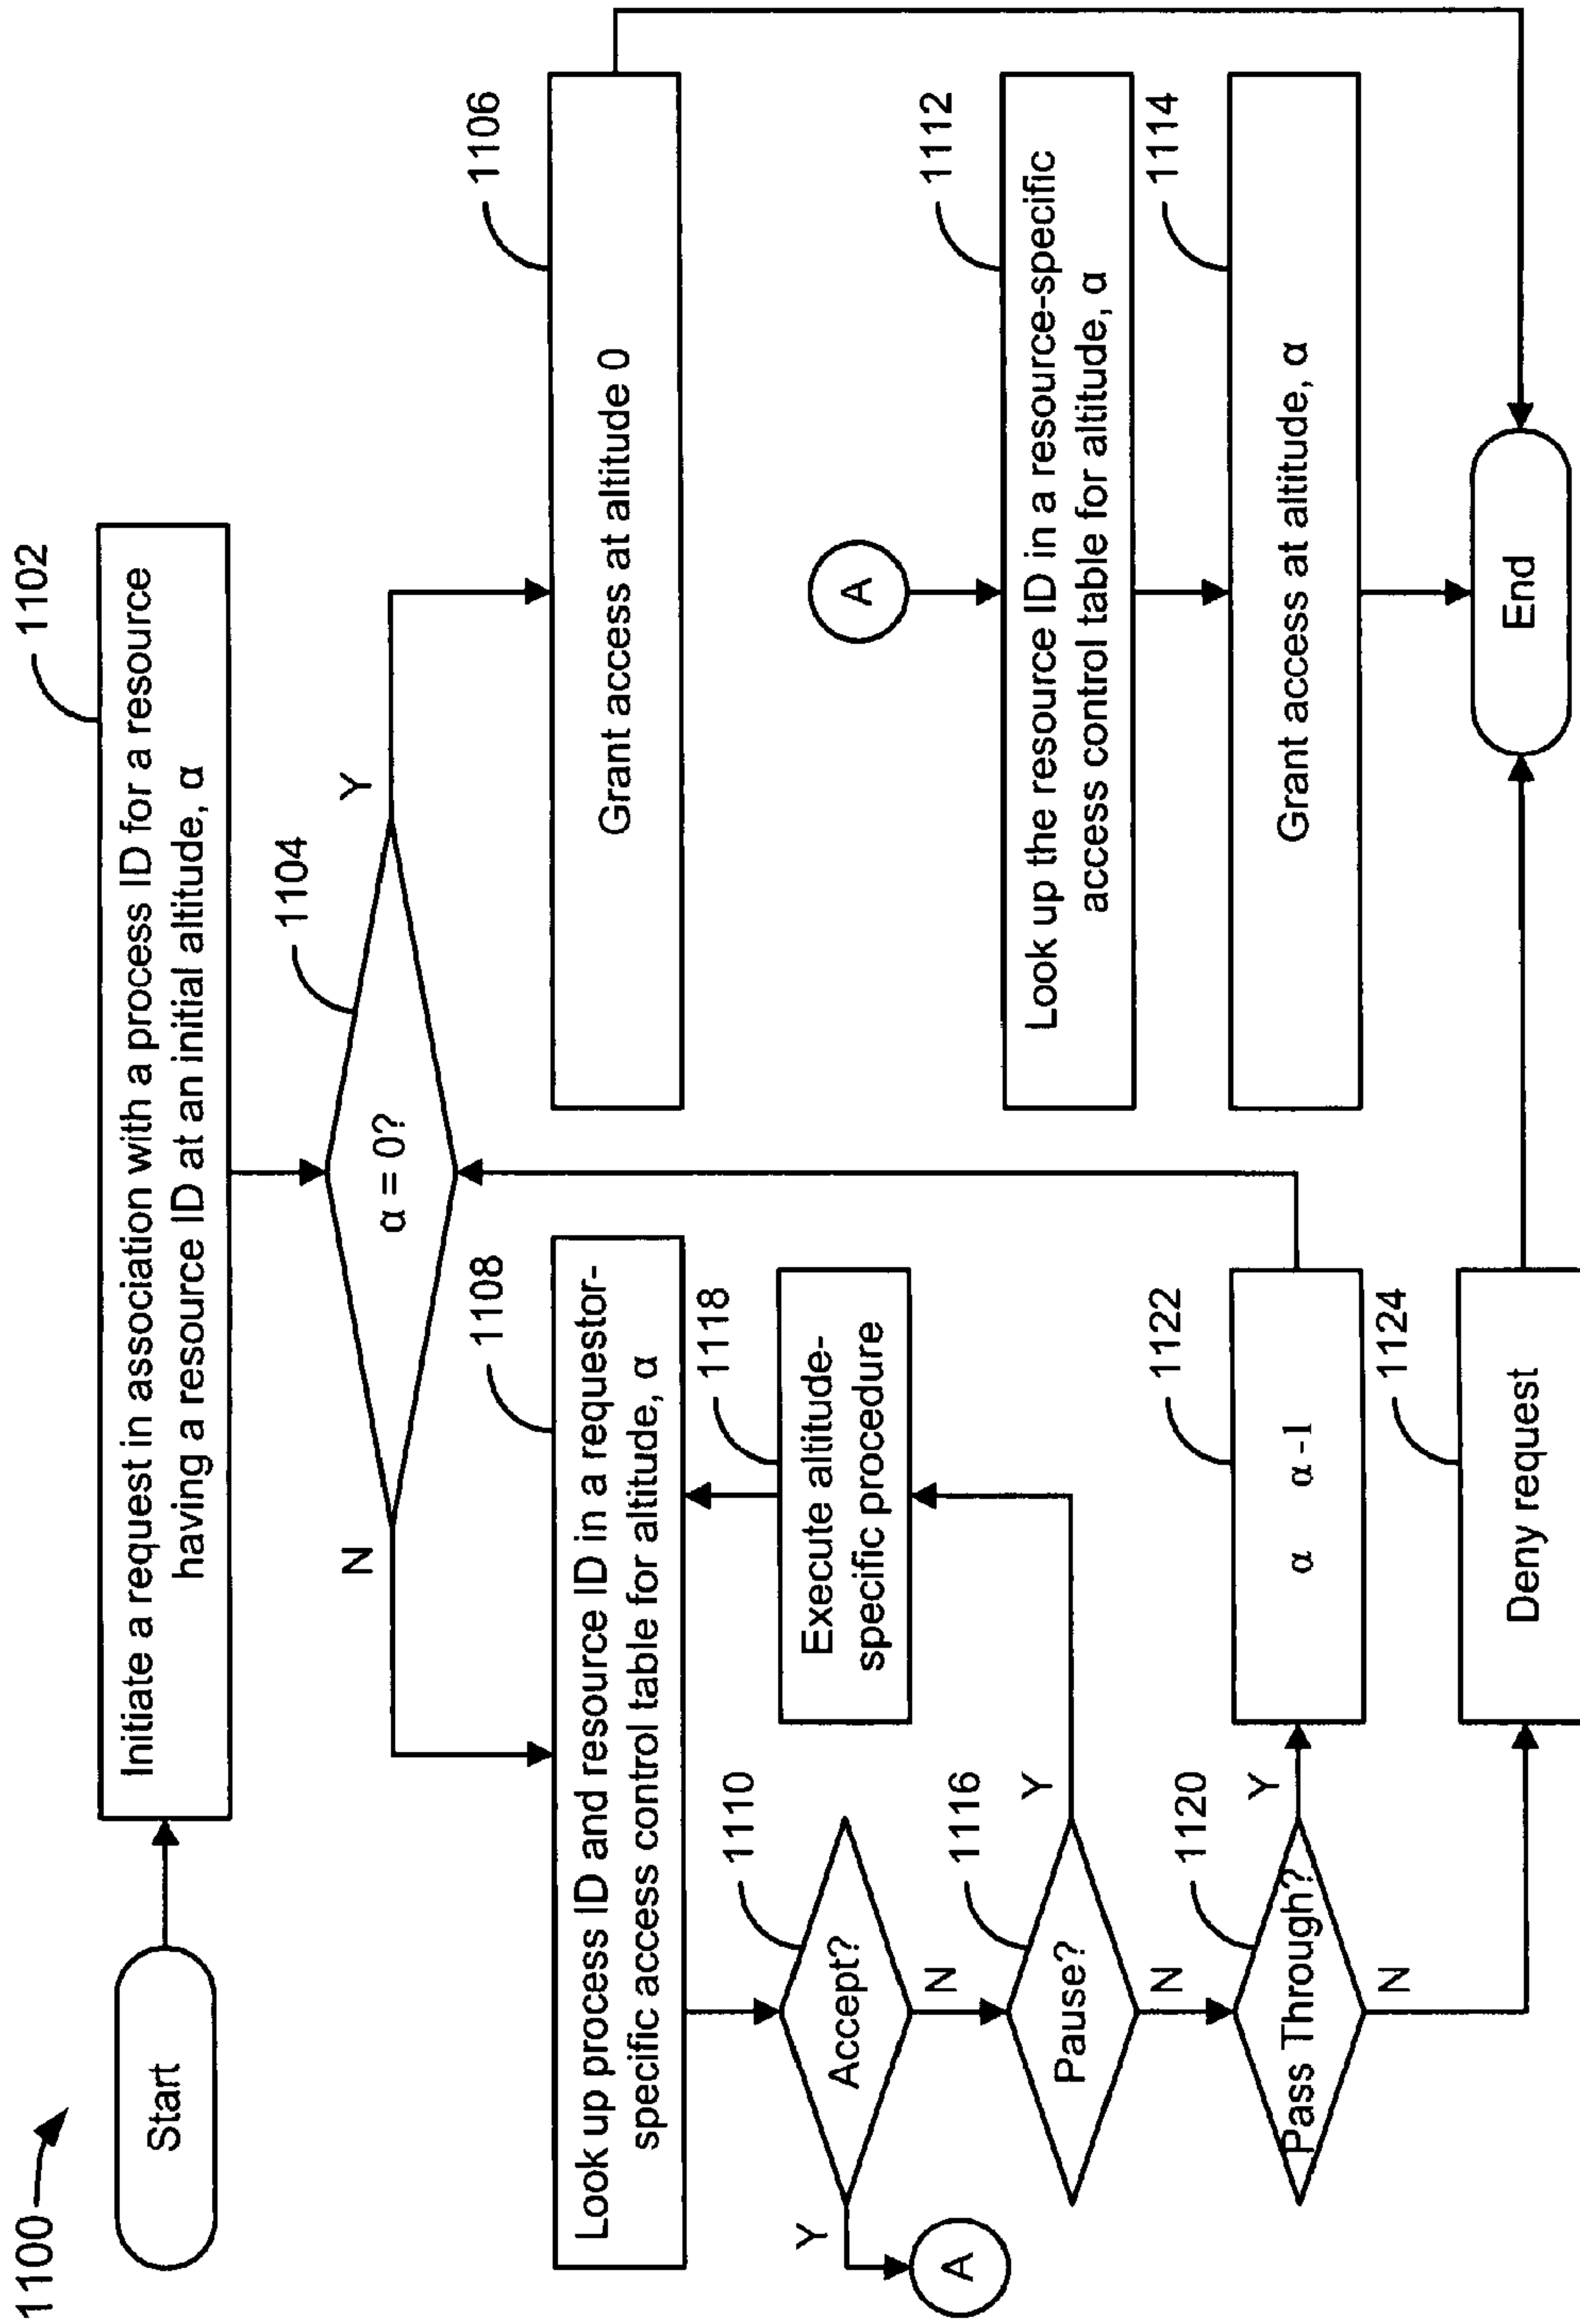 1100
Start
1102
Initiate a request in association with a process ID for a resource
having a resource ID at an initial altitude, α
1104
α = 0?
N
Y
1106
Grant access at altitude 0
1108
Look up process ID and resource ID in a requestor-
specific access control table for altitude, α
1110
Accept?
Y
A
N
1118
Execute altitude-
specific procedure
1116
Pause?
Y
N
1120
Pass Through?
Y
N
1122
α α -1
1124
Deny request
A
1112
Look up the resource ID in a resource-specific
access control table for altitude, α
1114
Grant access at altitude, α
End